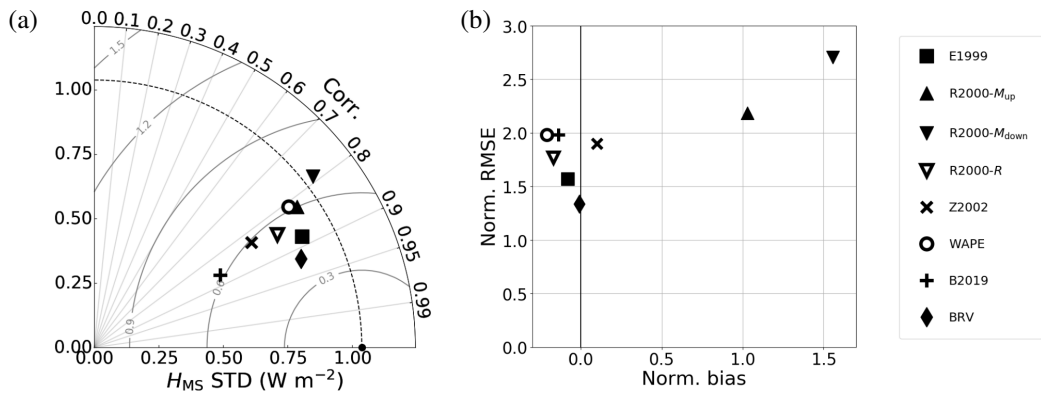 (a)
0.0 0.1 0.2 0.3 0.4 0.5 0.6 0.7 0.8 0.9 0.95 0.99
Corr.
1.5
1.2
0.9
0.6
0.3
1.00
0.75
0.50
0.25
0.00
0.00 0.25 0.50 0.75 1.00
H_MS STD (W m⁻²)
(b)
3.0
2.5
2.0
1.5
1.0
0.5
0.0
Norm. RMSE
0.0 0.5 1.0 1.5
Norm. bias
E1999
R2000-M_up
R2000-M_down
R2000-R
Z2002
WAPE
B2019
BRV